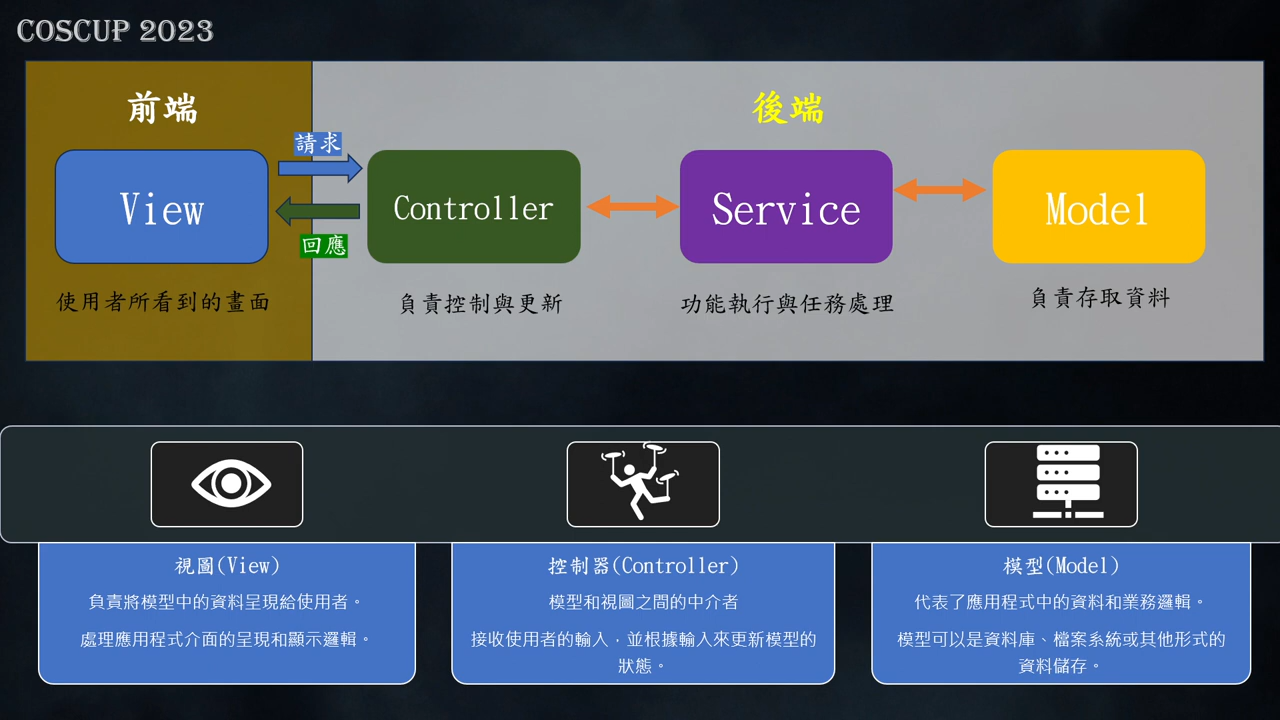 COSCUP 2023
前端
後端
請求
View
Controller
Service
Model
回應
使用者所看到的畫面
負責控制與更新
功能執行與任務處理
負責存取資料
視圖(View)
負責將模型中的資料呈現給使用者。
處理應用程式介面的呈現和顯示邏輯。
控制器(Controller)
模型和視圖之間的中介者
接收使用者的輸入，並根據輸入來更新模型的
狀態。
模型(Model)
代表了應用程式中的資料和業務邏輯。
模型可以是資料庫、檔案系統或其他形式的
資料儲存。